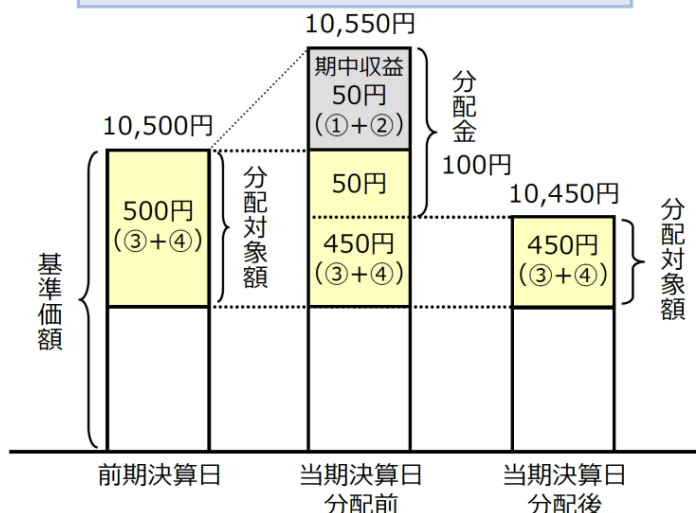 10,550円
期中収益
50円
(①+②)
分配金
100円
10,500円
500円
(③+④)
分配対象額
50円
450円
(③+④)
10,450円
450円
(③+④)
分配対象額
基準価額
前期決算日
当期決算日
分配前
当期決算日
分配後